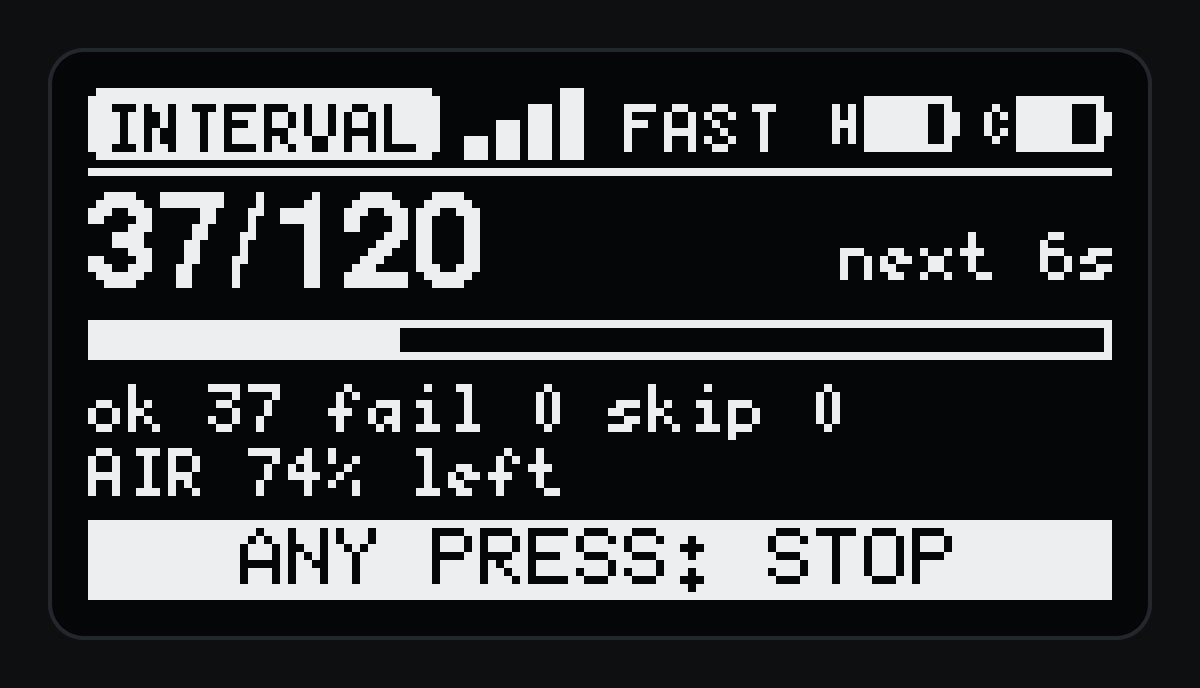 INTERVAL FAST H C
37/120 next 6s
ok 37 fail 0 skip 0
AIR 74% left
ANY PRESS: STOP